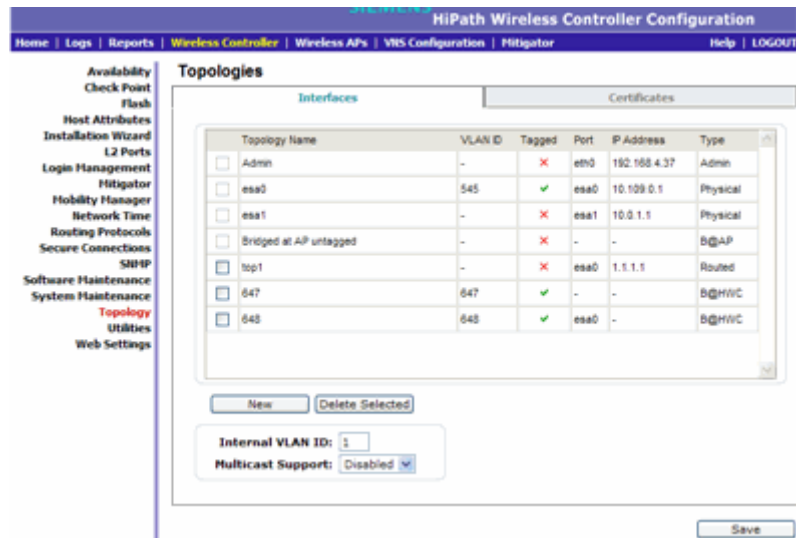 SIEMENS
HiPath Wireless Controller Configuration
Home | Logs | Reports | Wireless Controller | Wireless APs | VNS Configuration | Mitigator Help | LOGOUT
Availability
Check Point
Flash
Host Attributes
Installation Wizard
L2 Ports
Login Management
Mitigator
Mobility Manager
Network Time
Routing Protocols
Secure Connections
SNMP
Software Maintenance
System Maintenance
Topology
Utilities
Web Settings
Topologies
Interfaces Certificates
Topology Name VLAN ID Tagged Port IP Address Type
Admin - eth0 192.168.4.37 Admin
esa0 545 esa0 10.109.0.1 Physical
esa1 - esa1 10.0.1.1 Physical
Bridged at AP untagged - - - B@AP
top1 - esa0 1.1.1.1 Routed
647 647 - - B@HWC
648 648 esa0 - B@HWC
New Delete Selected
Internal VLAN ID: 1
Multicast Support: Disabled
Save